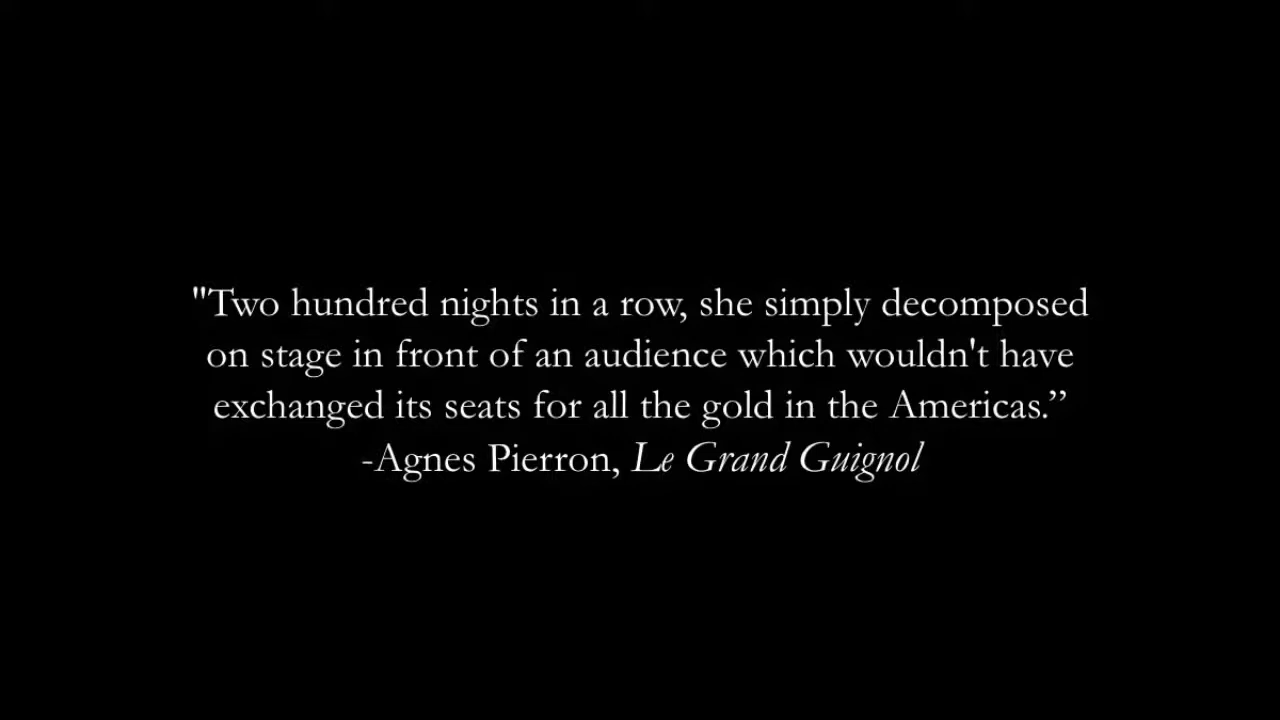 "Two hundred nights in a row, she simply decomposed
on stage in front of an audience which wouldn't have
exchanged its seats for all the gold in the Americas.”
-Agnes Pierron, Le Grand Guignol